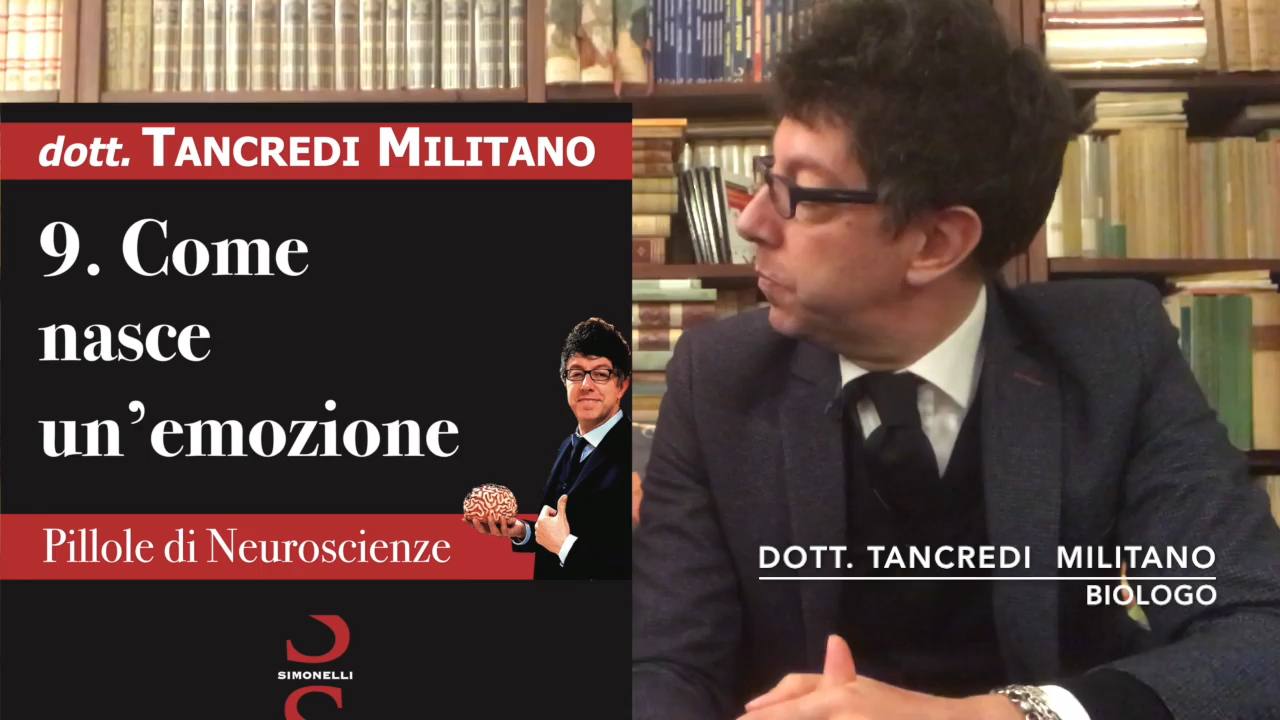 dott. TANCREDI MILITANO
9. Come
nasce
un'emozione
Pillole di Neuroscienze
SIMONELLI
DOTT. TANCREDI MILITANO
BIOLOGO